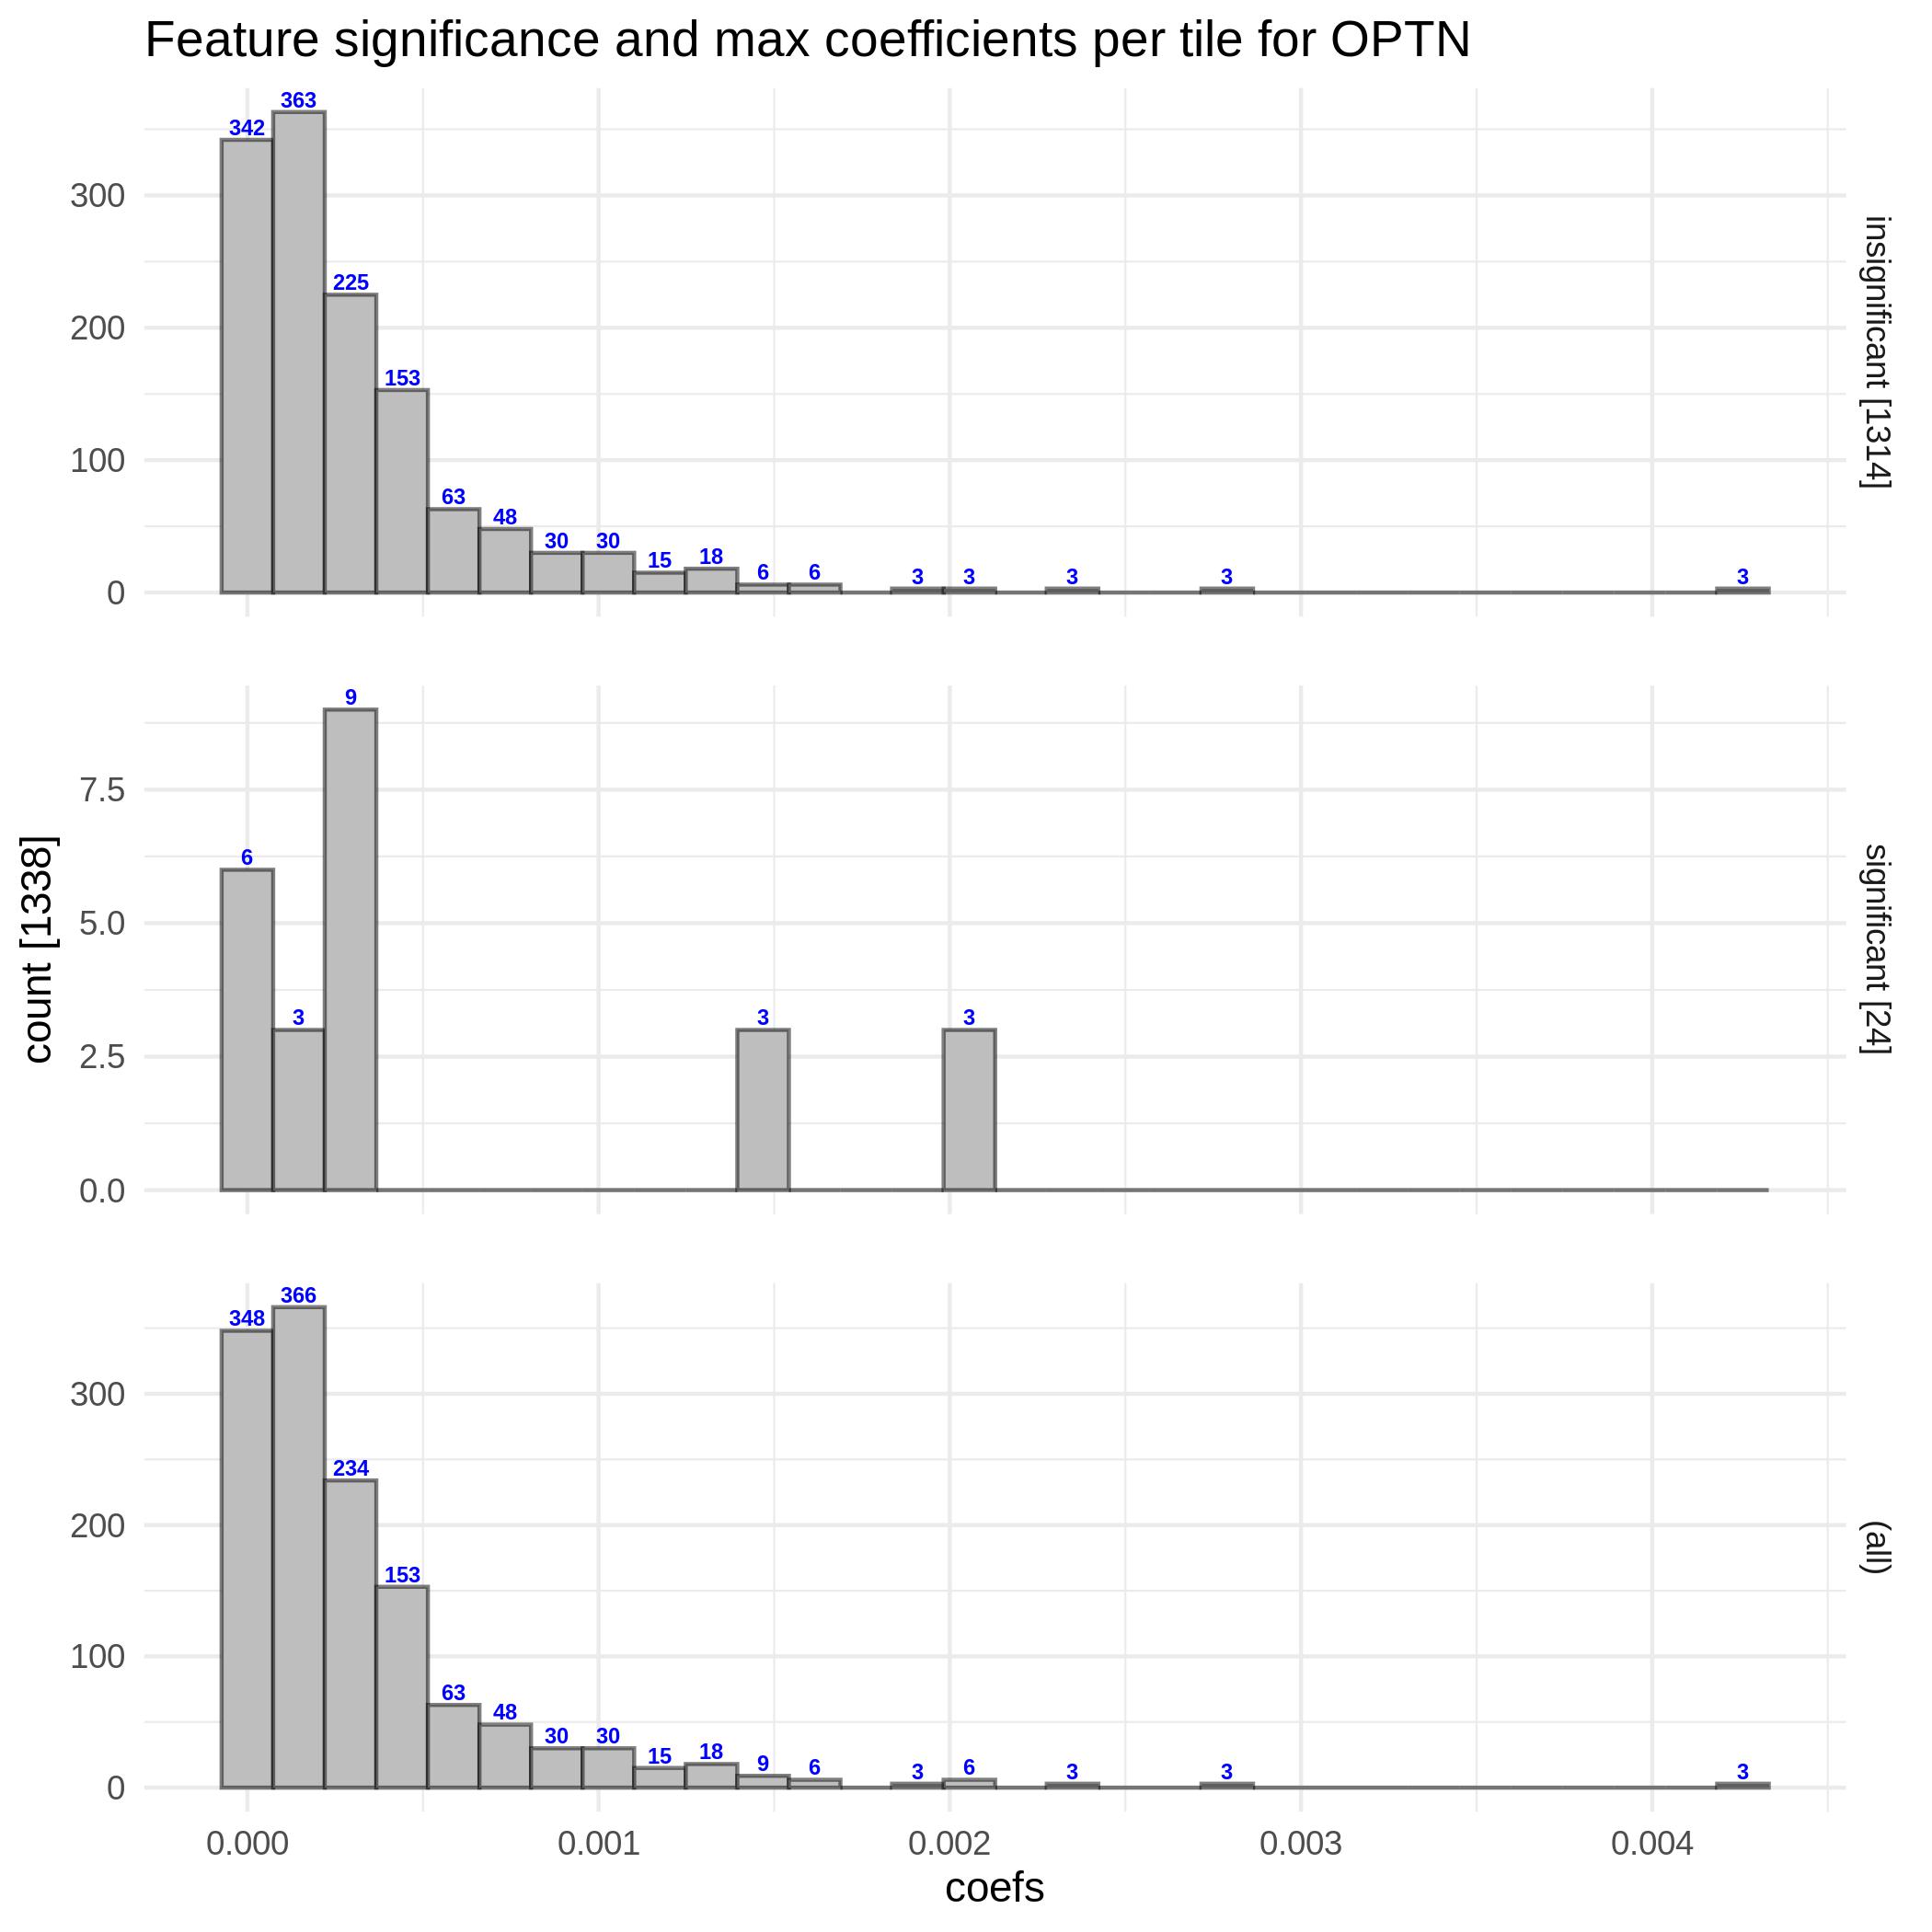 Feature significance and max coefficients per tile for OPTN
342 363 225 153 63 48 30 30 15 18 6 6 3 3 3 3 3
300
200
100
0
insignificant [1314]
6 3 9 3 3
7.5
5.0
2.5
0.0
significant [24]
count [1338]
348 366 234 153 63 48 30 30 15 18 9 6 3 6 3 3 3
300
200
100
0
(all)
0.000 0.001 0.002 0.003 0.004
coefs